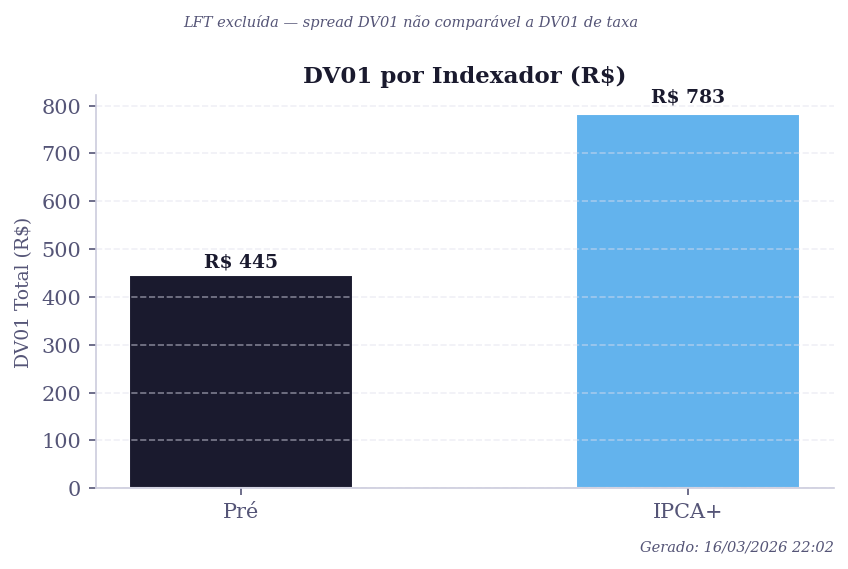 LFT excluída — spread DV01 não comparável a DV01 de taxa
DV01 por Indexador (R$)
R$ 783
R$ 445
DV01 Total (R$)
800
700
600
500
400
300
200
100
0
Pré
IPCA+
Gerado: 16/03/2026 22:02